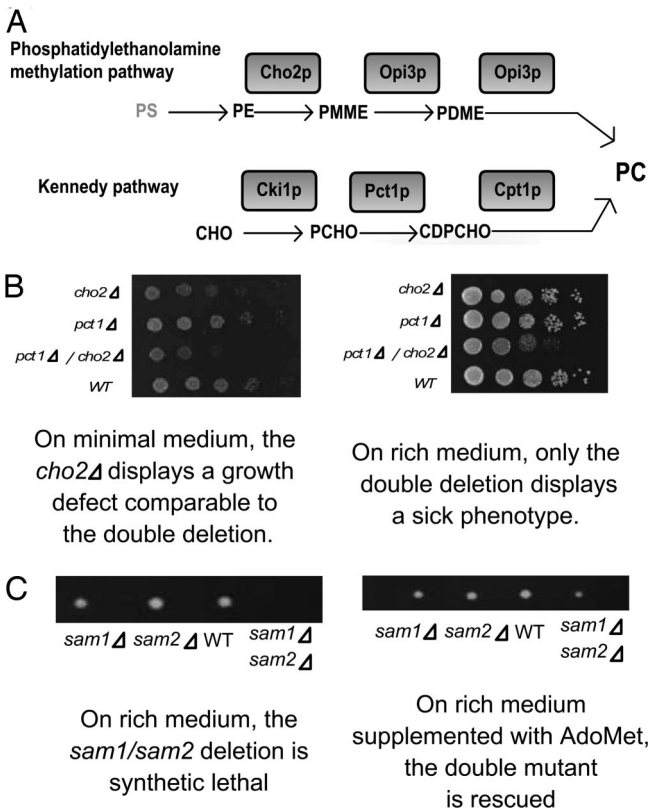 A
Phosphatidylethanolamine
methylation pathway
Cho2p
Opi3p
Opi3p
PS
PE
PMME
PDME
PC
Kennedy pathway
Cki1p
Pct1p
Cpt1p
CHO
PCHO
CDPCHO
B
cho2Δ
pct1Δ
pct1Δ / cho2Δ
WT
On minimal medium, the
cho2Δ displays a growth
defect comparable to
the double deletion.
cho2Δ
pct1Δ
pct1Δ / cho2Δ
WT
On rich medium, only the
double deletion displays
a sick phenotype.
C
sam1Δ sam2Δ WT sam1Δ
sam2Δ
On rich medium, the
sam1/sam2 deletion is
synthetic lethal
sam1Δ sam2Δ WT sam1Δ
sam2Δ
On rich medium
supplemented with AdoMet,
the double mutant
is rescued